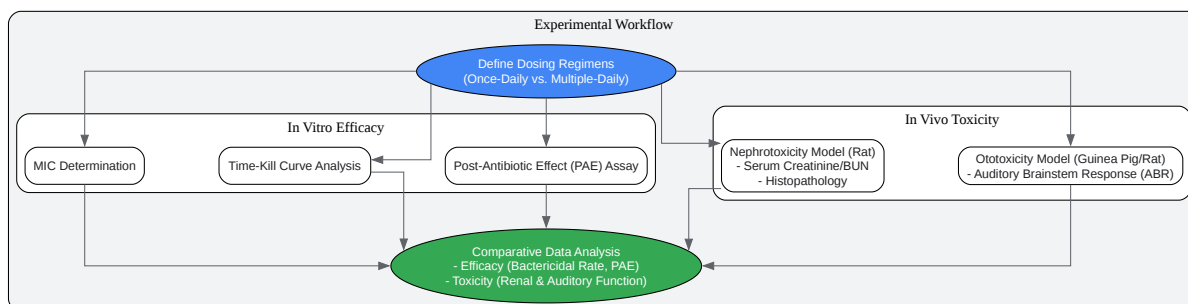 Experimental Workflow
Define Dosing Regimens
(Once-Daily vs. Multiple-Daily)
In Vitro Efficacy
MIC Determination
Time-Kill Curve Analysis
Post-Antibiotic Effect (PAE) Assay
In Vivo Toxicity
Nephrotoxicity Model (Rat)
- Serum Creatinine/BUN
- Histopathology
Ototoxicity Model (Guinea Pig/Rat)
- Auditory Brainstem Response (ABR)
Comparative Data Analysis
- Efficacy (Bactericidal Rate, PAE)
- Toxicity (Renal & Auditory Function)